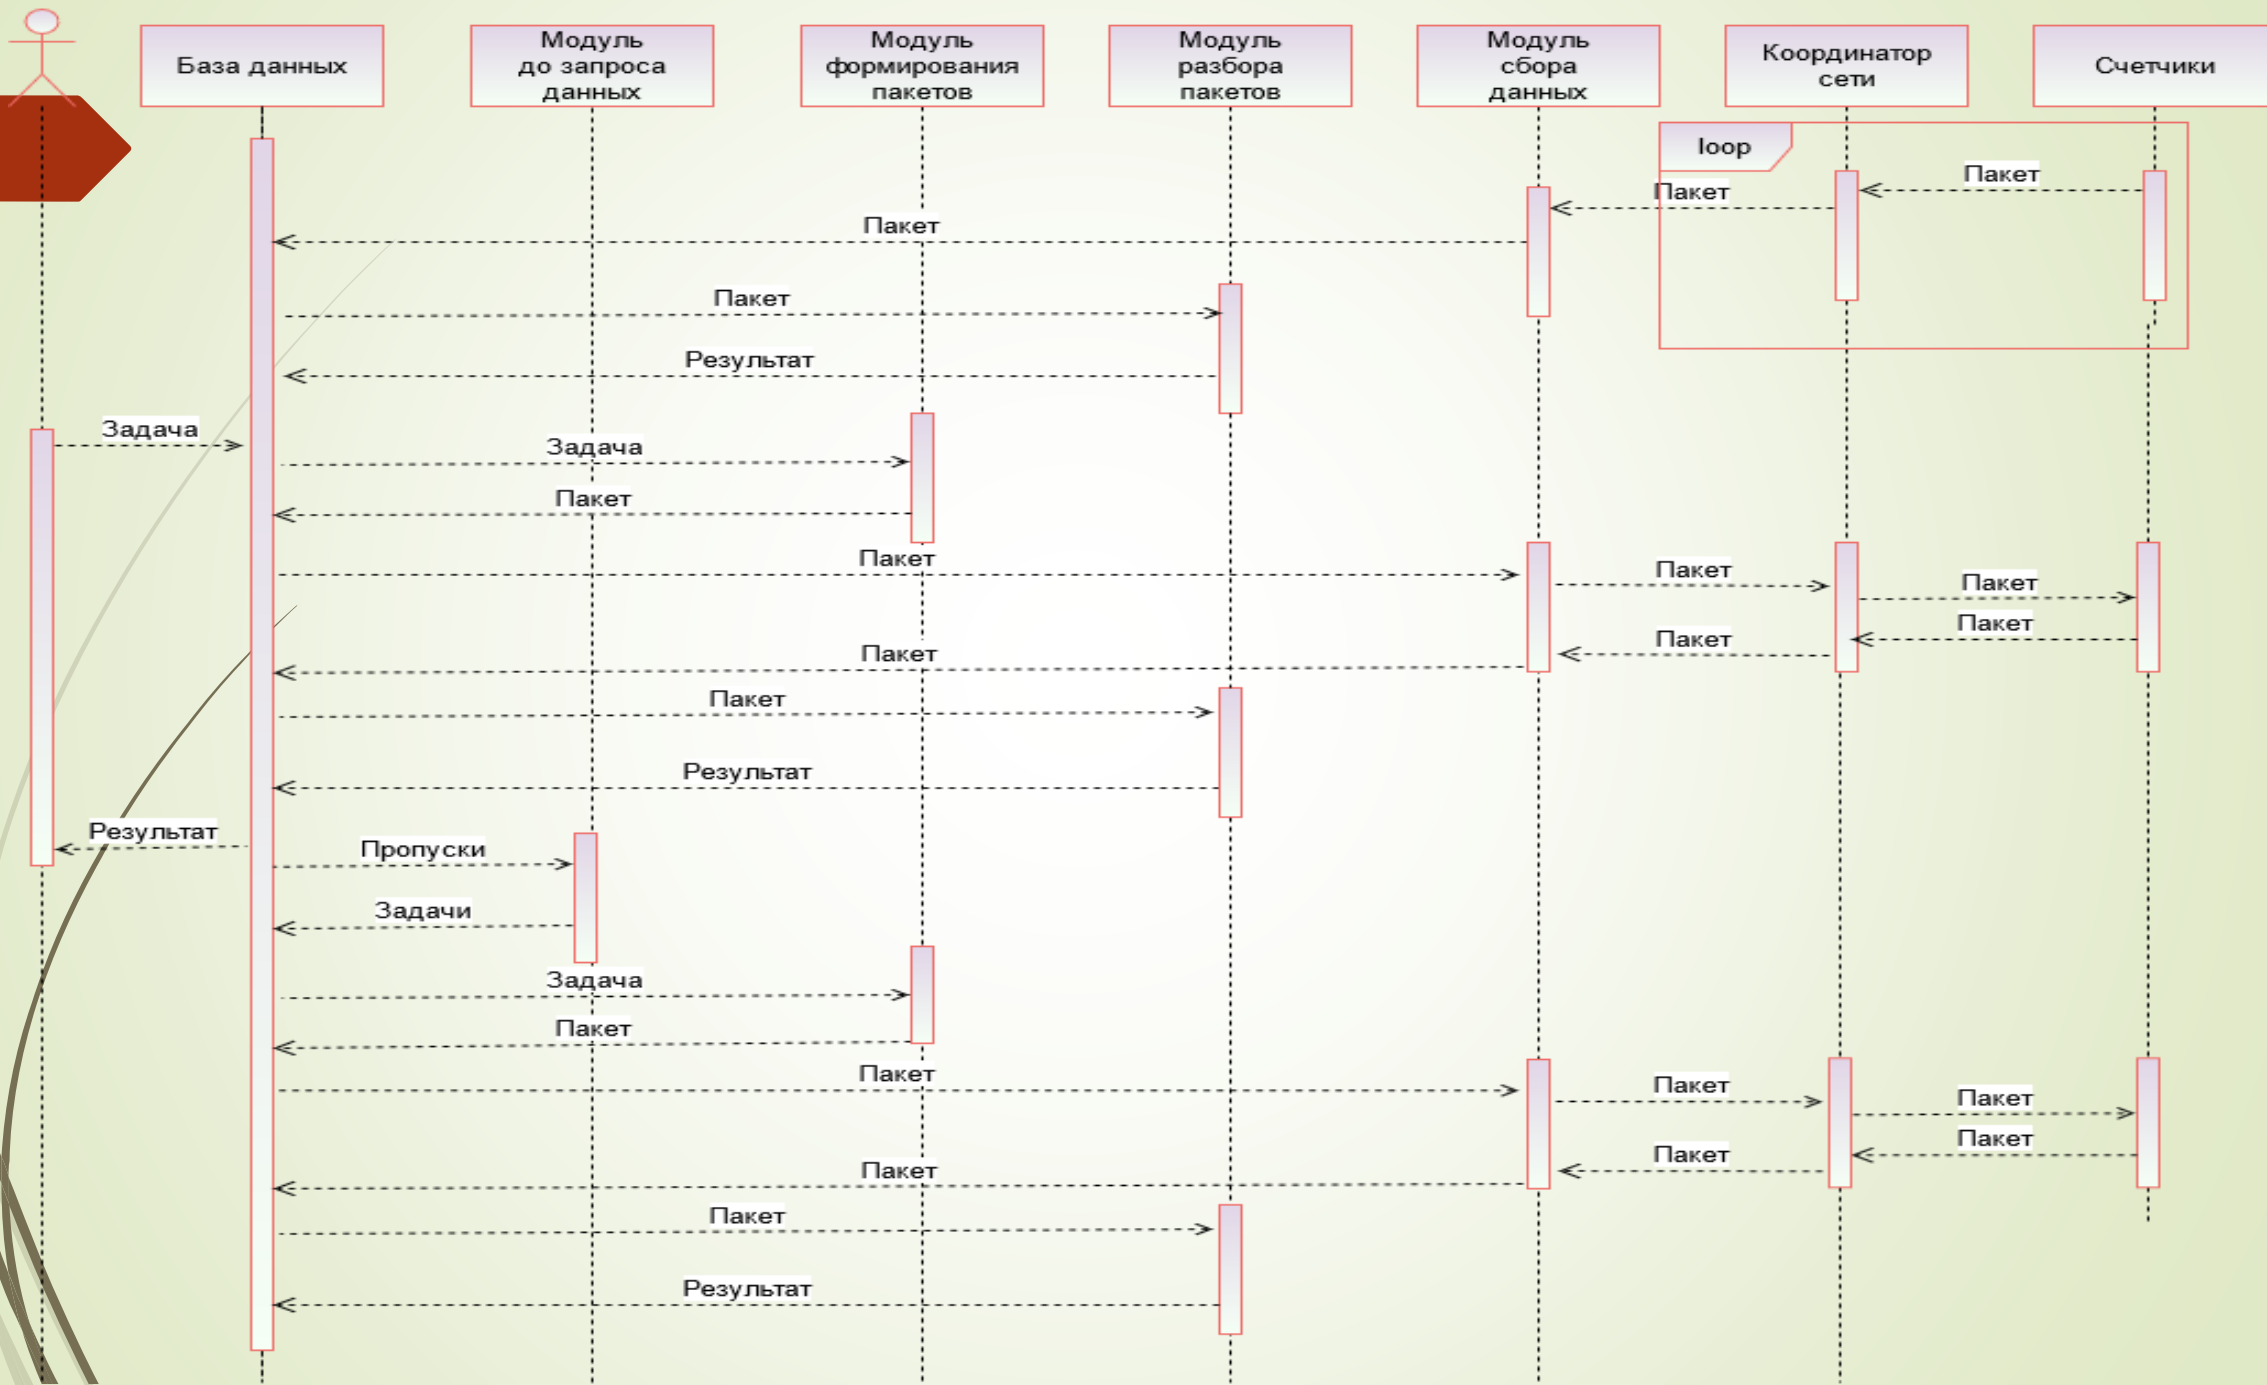 База данных
Модуль
до запроса
данных
Модуль
формирования
пакетов
Модуль
разбора
пакетов
Модуль
сбора
данных
Координатор
сети
Счетчики
loop
Пакет
Пакет
Пакет
Пакет
Результат
Задача
Задача
Пакет
Пакет
Пакет
Пакет
Пакет
Пакет
Пакет
Пакет
Результат
Результат
Пропуски
Задачи
Задача
Пакет
Пакет
Пакет
Пакет
Пакет
Пакет
Пакет
Пакет
Результат